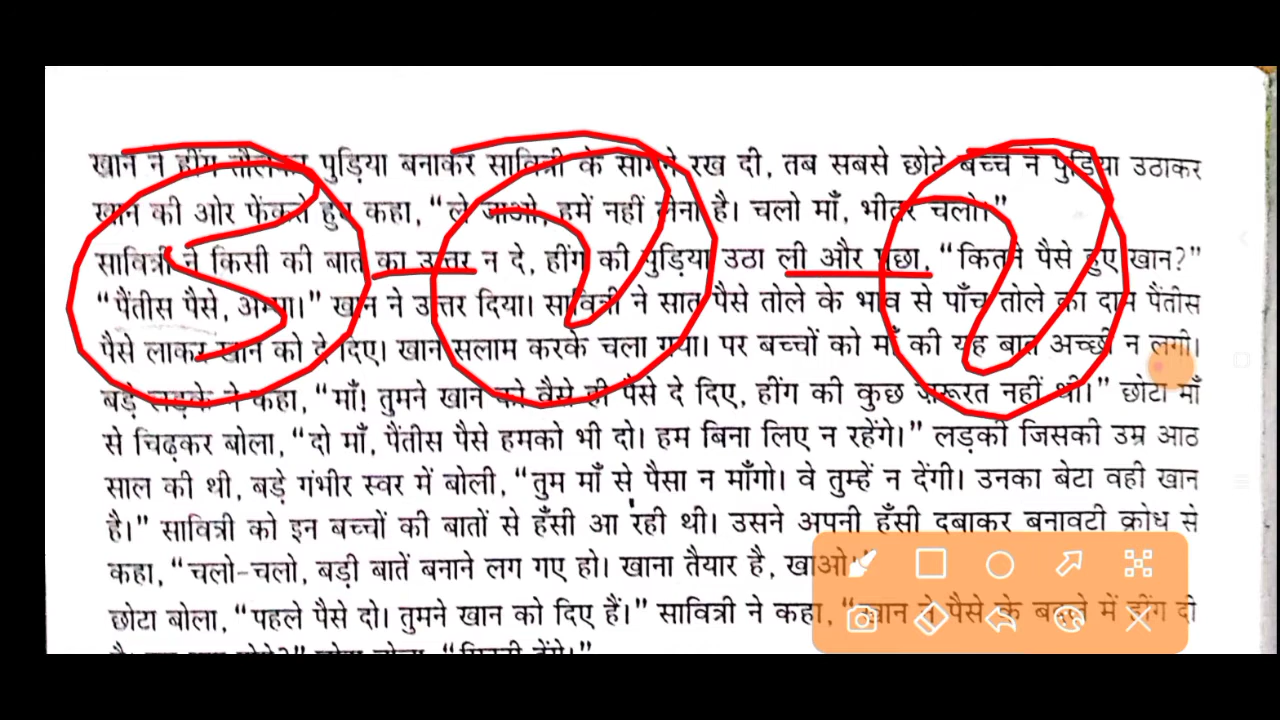 खान ने हींग तौलकर पुड़िया बनाकर सावित्री के सामने रख दी, तब सबसे छोटे बच्चे ने पुड़िया उठाकर
खान की ओर फेंकते हुए कहा, “ले जाओ, हमें नहीं लेना है। चलो माँ, भीतर चलो।”
सावित्री ने किसी की बात का उत्तर न दे, हींग की पुड़िया उठा ली और पूछा, “कितने पैसे हुए खान?”
“पैंतीस पैसे, अम्मा।” खान ने उत्तर दिया। सावित्री ने सात पैसे तोले के भाव से पाँच तोले का दाम पैंतीस
पैसे लाकर खान को दे दिए। खान सलाम करके चला गया। पर बच्चों को माँ की यह बात अच्छी न लगी।
बड़े लड़के ने कहा, “माँ! तुमने खान को वैसे ही पैसे दे दिए, हींग की कुछ ज़रूरत नहीं थी।” छोटा माँ
से चिढ़कर बोला, “दो माँ, पैंतीस पैसे हमको भी दो। हम बिना लिए न रहेंगे।” लड़की जिसकी उम्र आठ
साल की थी, बड़े गंभीर स्वर में बोली, “तुम माँ से पैसा न माँगो। वे तुम्हें न देंगी। उनका बेटा वही खान
है।” सावित्री को इन बच्चों की बातों से हँसी आ रही थी। उसने अपनी हँसी दबाकर बनावटी क्रोध से
कहा, “चलो-चलो, बड़ी बातें बनाने लग गए हो। खाना तैयार है, खाओ।”
छोटा बोला, “पहले पैसे दो। तुमने खान को दिए हैं।” सावित्री ने कहा, “खान ने पैसे के बदले में हींग दी